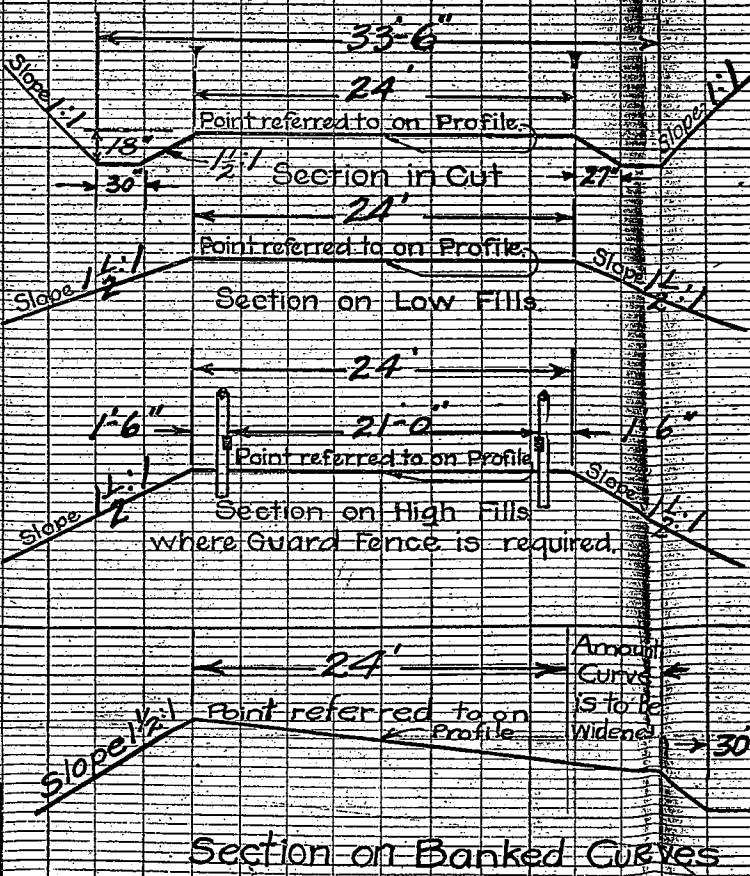 33'-6"
24'
Slope 1:1
Slope 1:1
Point referred to on Profile
18"
1½:1
Section in Cut
30"
27"
24'
Point referred to on Profile
Slope 1½:1
Slope 1½:1
Section on Low Fills
24'
1'-6"
21'-0"
1'-6"
Point referred to on Profile
Slope 1½:1
Slope 1½:1
Section on High Fills
where Guard Fence is required.
24'
Amount
Curve
is to be
Widened
Slope 1½:1
Point referred to on
Profile
30"
Section on Banked Curves